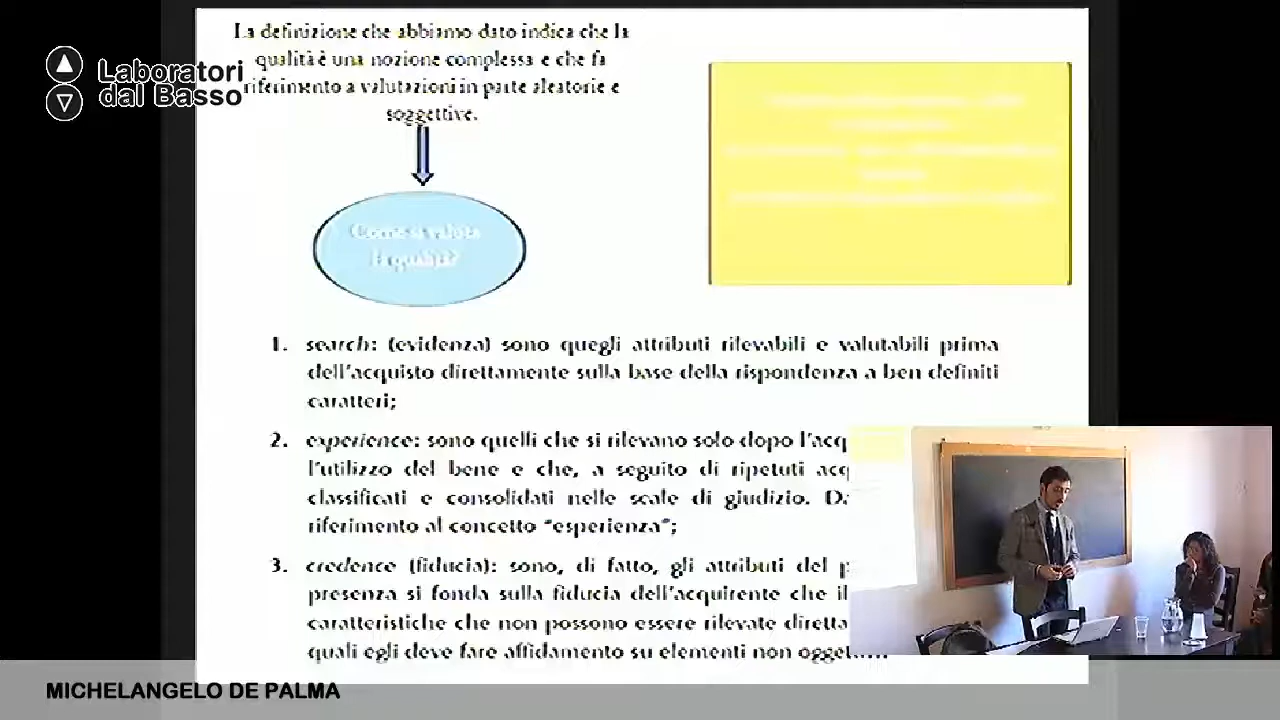 La definizione che abbiamo dato indica che la
qualità è una nozione complessa e che fa
riferimento a valutazioni in parte aleatorie e
soggettive.
Laboratori
dal Basso
Come si valuta
la qualità?
1. search: (evidenza) sono quegli attributi rilevabili e valutabili prima
dell'acquisto direttamente sulla base della rispondenza a ben definiti
caratteri;
2. experience: sono quelli che si rilevano solo dopo l'acq
l'utilizzo del bene e che, a seguito di ripetuti acq
classificati e consolidati nelle scale di giudizio. Da
riferimento al concetto "esperienza";
3. credence (fiducia): sono, di fatto, gli attributi del p
presenza si fonda sulla fiducia dell'acquirente che il
caratteristiche che non possono essere rilevate diretta
quali egli deve fare affidamento su elementi non
MICHELANGELO DE PALMA